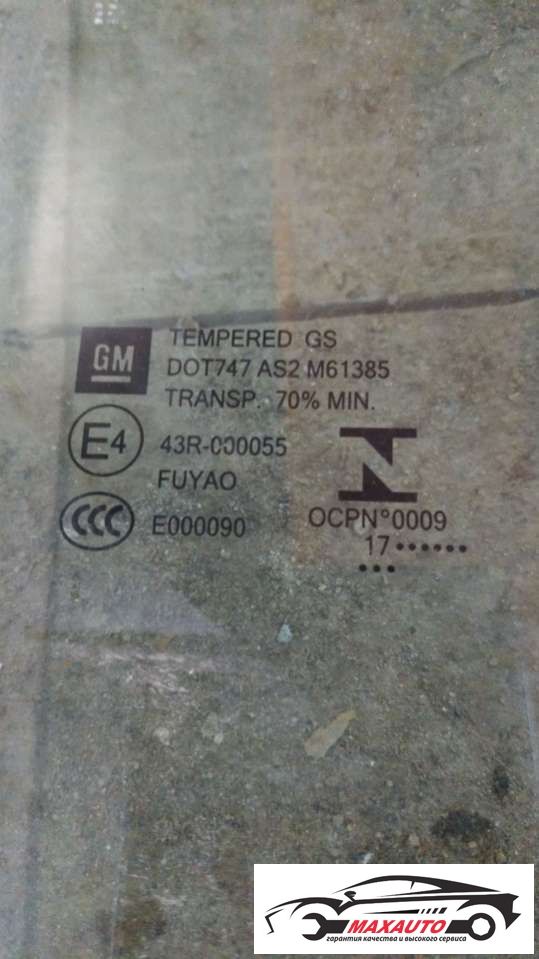 GM
TEMPERED GS
DOT747 AS2 M61385
TRANSP. 70% MIN.
E4
43R-000055
FUYAO
CCC
E000090
OCPN°0009
17••••••
•••
MAXAUTO
гарантия качества и высокого сервиса